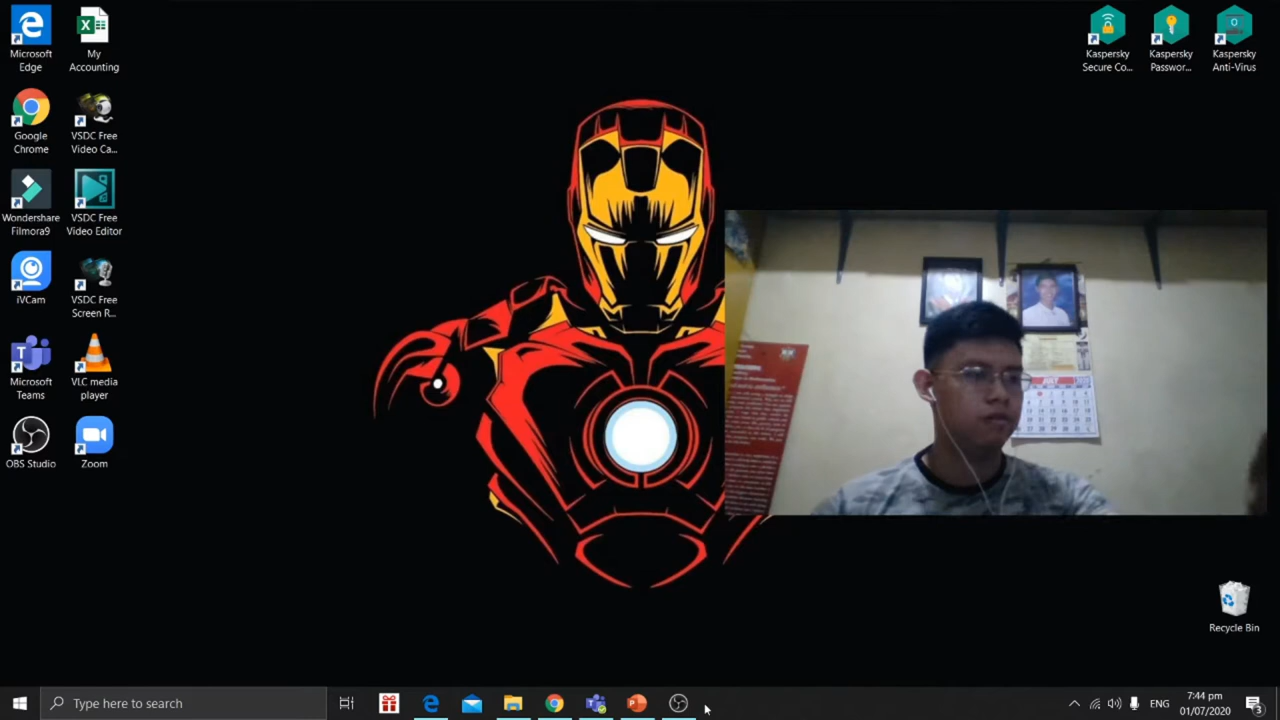 Microsoft
Edge
My
Accounting
Google
Chrome
VSDC Free
Video Ca...
Wondershare
Filmora9
VSDC Free
Video Editor
iVCam
VSDC Free
Screen R...
Microsoft
Teams
VLC media
player
OBS Studio
Zoom
Kaspersky
Secure Co...
Kaspersky
Passwor...
Kaspersky
Anti-Virus
Recycle Bin
Type here to search
ENG
7:44 pm
01/07/2020
3